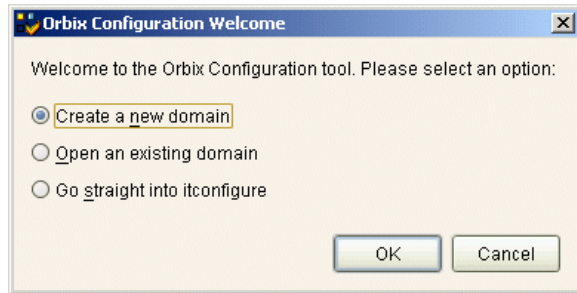 Orbix Configuration Welcome
Welcome to the Orbix Configuration tool. Please select an option:
Create a new domain
Open an existing domain
Go straight into itconfigure
OK Cancel